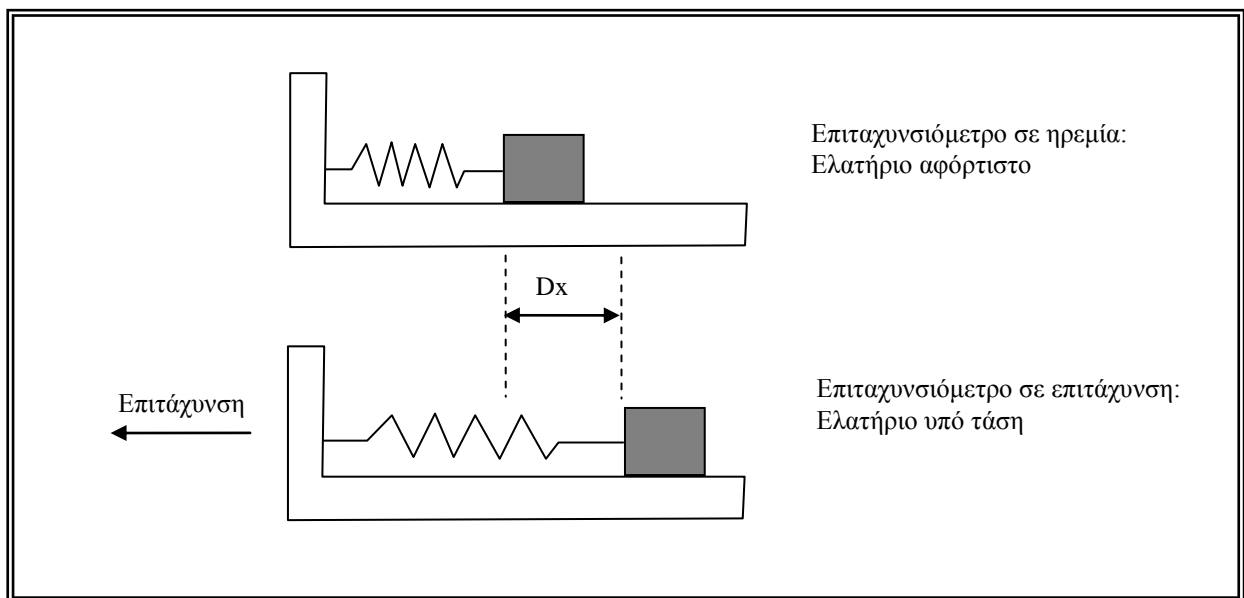 Επιταχυνσιόμετρο σε ηρεμία:
Ελατήριο αφόρτιστο
Dx
Επιτάχυνση
Επιταχυνσιόμετρο σε επιτάχυνση:
Ελατήριο υπό τάση